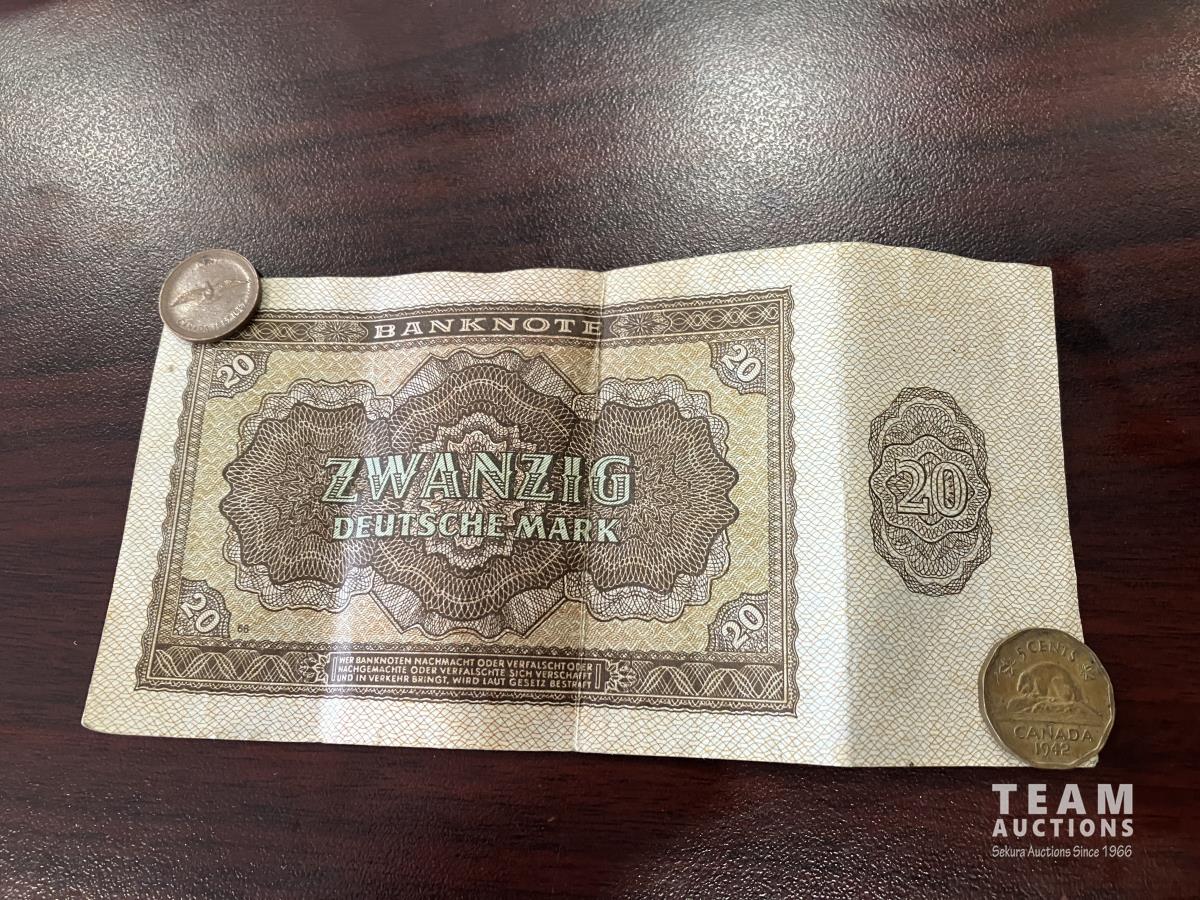 BANKNOTE
20
20
ZWANZIG
DEUTSCHE MARK
20
20
66
20
WER BANKNOTEN NACHMACHT ODER VERFÄLSCHT ODER
NACHGEMACHTE ODER VERFÄLSCHTE SICH VERSCHAFFT
UND IN VERKEHR BRINGT, WIRD LAUT GESETZ BESTRAFT
5 CENTS
CANADA
1942
TEAM
AUCTIONS
Sekura Auctions Since 1966